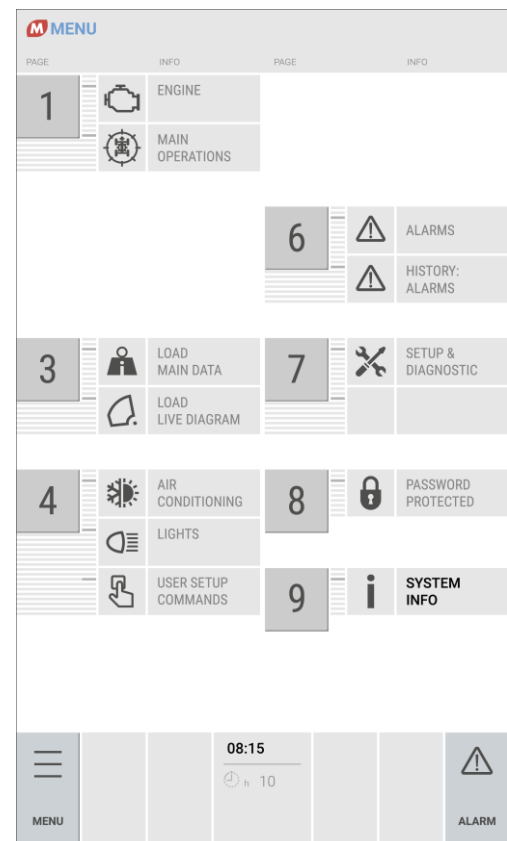 M MENU
PAGE INFO PAGE INFO
1
ENGINE
MAIN
OPERATIONS
6
ALARMS
HISTORY:
ALARMS
3
LOAD
MAIN DATA
LOAD
LIVE DIAGRAM
7
SETUP &
DIAGNOSTIC
4
AIR
CONDITIONING
LIGHTS
USER SETUP
COMMANDS
8
PASSWORD
PROTECTED
9
SYSTEM
INFO
08:15
h 10
MENU
ALARM